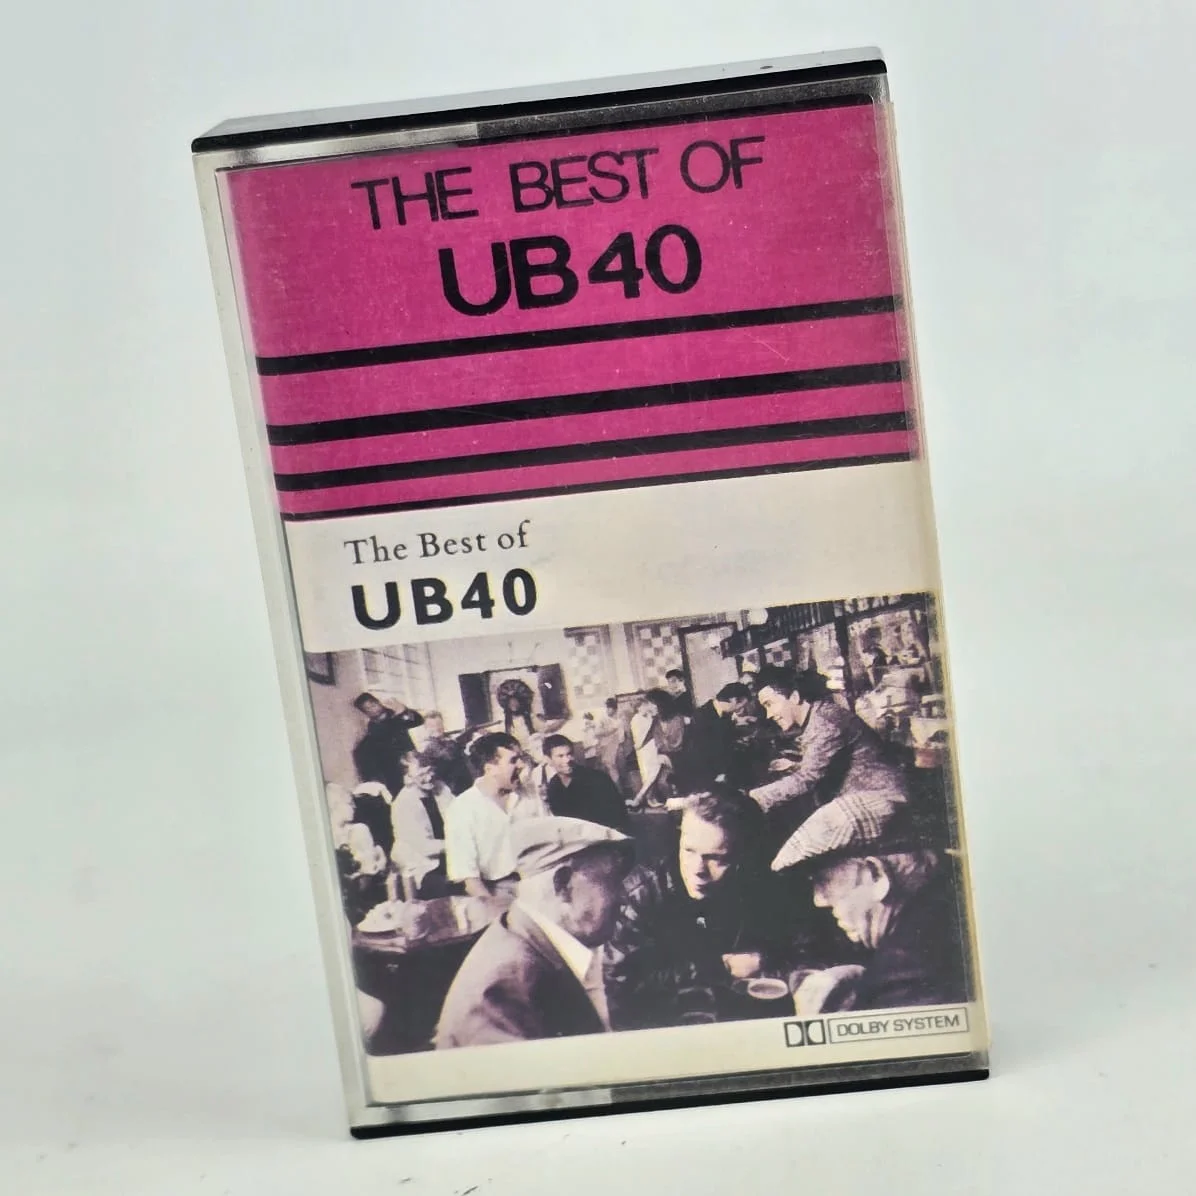 THE BEST OF
UB40
The Best of
UB40
DOLBY SYSTEM